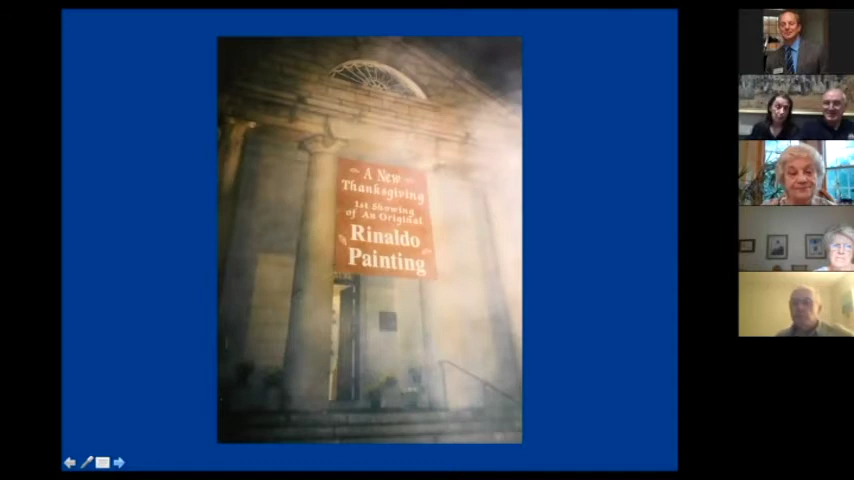 A New
Thanksgiving
1st Showing
of An Original
Rinaldo
Painting